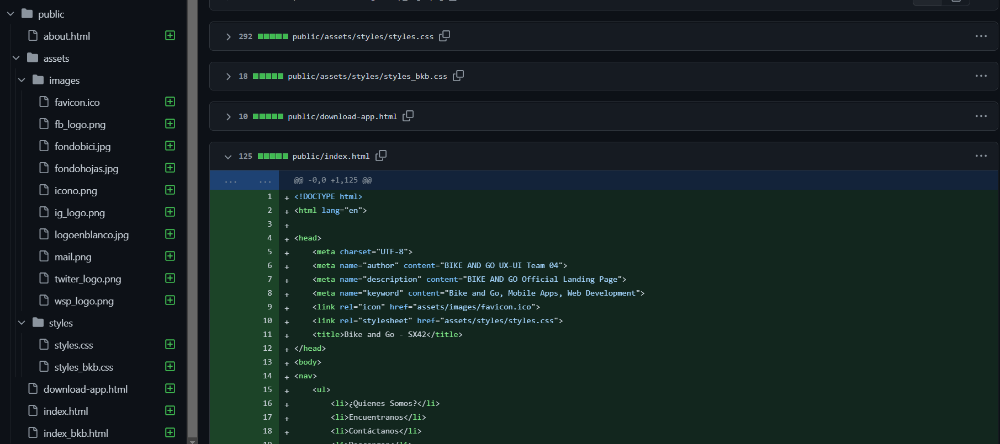 public
about.html
assets
images
favicon.ico
fb_logo.png
fondobici.jpg
fondohojas.jpg
icono.png
ig_logo.png
logoenblanco.jpg
mail.png
twiter_logo.png
wsp_logo.png
styles
styles.css
styles_bkb.css
download-app.html
index.html
index_bkb.html
292 public/assets/styles/styles.css
18 public/assets/styles/styles_bkb.css
10 public/download-app.html
125 public/index.html
... ... @@ -0,0 +1,125 @@
1 + <!DOCTYPE html>
2 + <html lang="en">
3 +
4 + <head>
5 + <meta charset="UTF-8">
6 + <meta name="author" content="BIKE AND GO UX-UI Team 04">
7 + <meta name="description" content="BIKE AND GO Official Landing Page">
8 + <meta name="keyword" content="Bike and Go, Mobile Apps, Web Development">
9 + <link rel="icon" href="assets/images/favicon.ico">
10 + <link rel="stylesheet" href="assets/styles/styles.css">
11 + <title>Bike and Go - SX42</title>
12 + </head>
13 + <body>
14 + <nav>
15 + <ul>
16 + <li>¿Quienes Somos?</li>
17 + <li>Encuentranos</li>
18 + <li>Contáctanos</li>